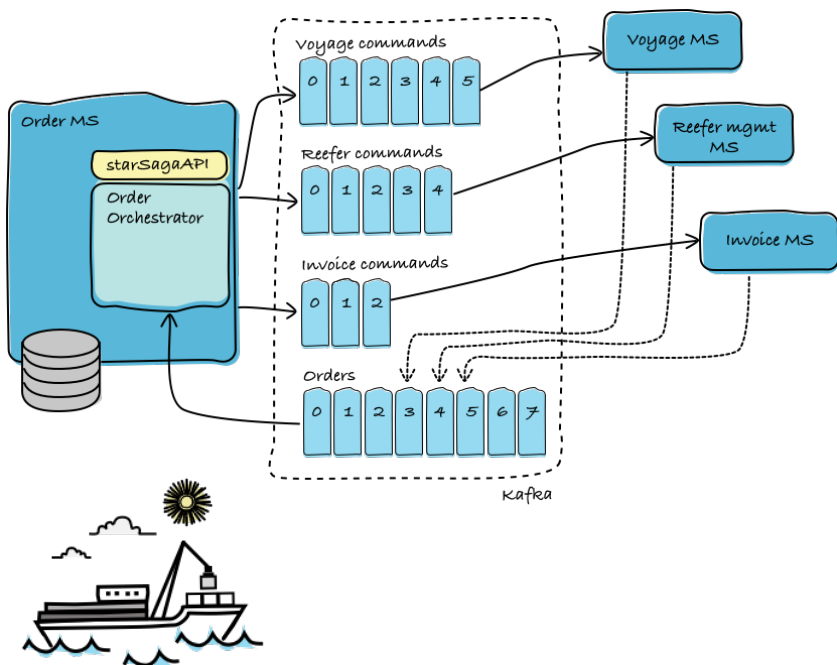 Voyage commands
0 1 2 3 4 5
Voyage MS
Order MS
starSagaAPI
Order
Orchestrator
Reefer commands
0 1 2 3 4
Reefer mgmt
MS
Invoice commands
0 1 2
Invoice MS
Orders
0 1 2 3 4 5 6 7
Kafka